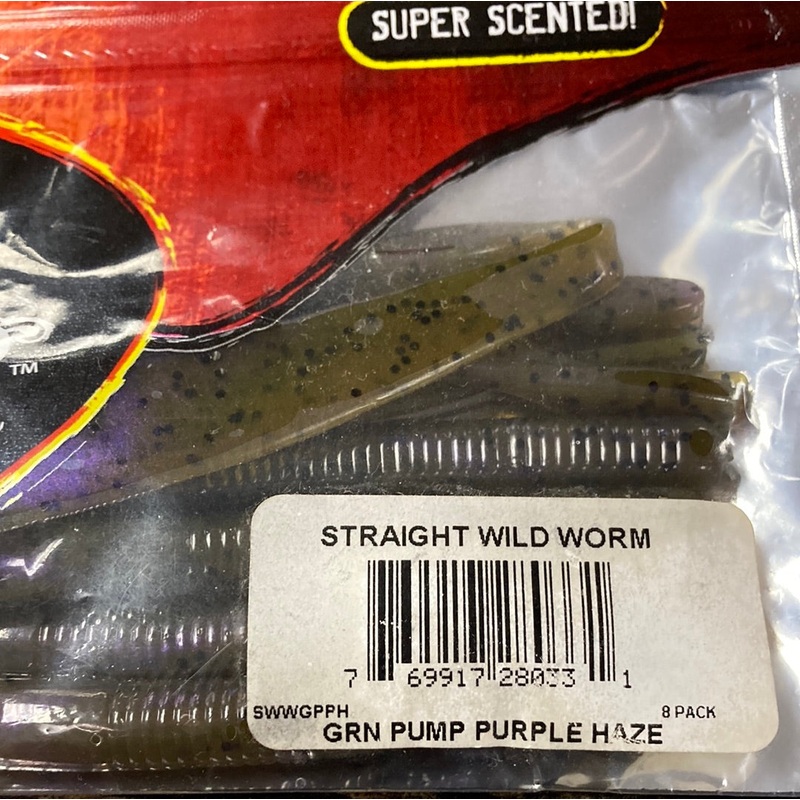 SUPER SCENTED!
TM
STRAIGHT WILD WORM
7 69917 28033 1
SWWGPPH 8 PACK
GRN PUMP PURPLE HAZE